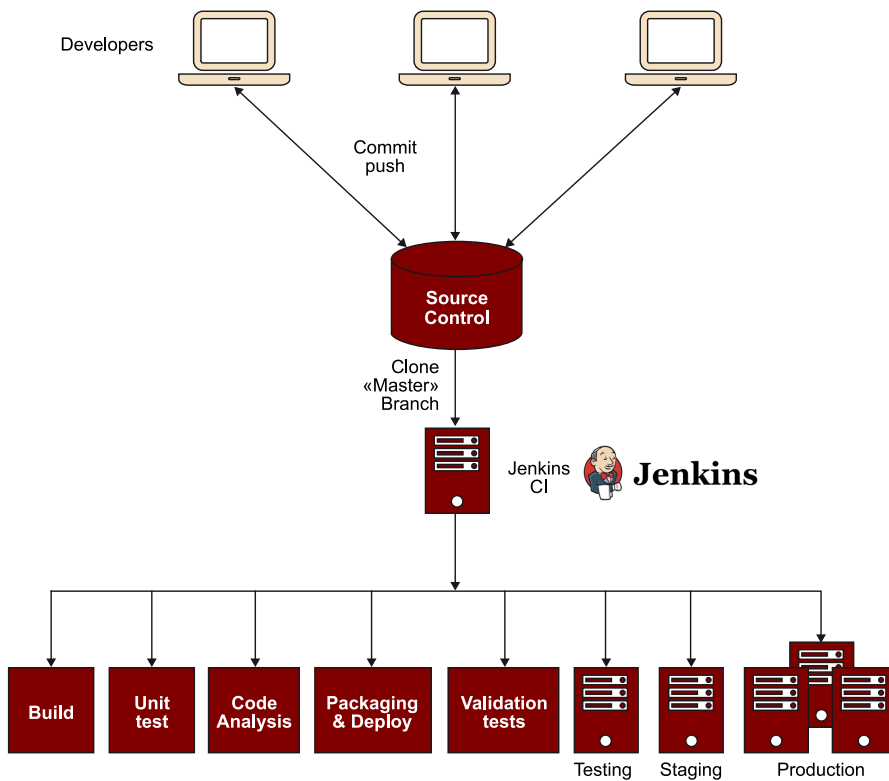 Developers
Commit
push
Source
Control
Clone
«Master»
Branch
Jenkins
CI
Jenkins
Build
Unit
test
Code
Analysis
Packaging
& Deploy
Validation
tests
Testing
Staging
Production